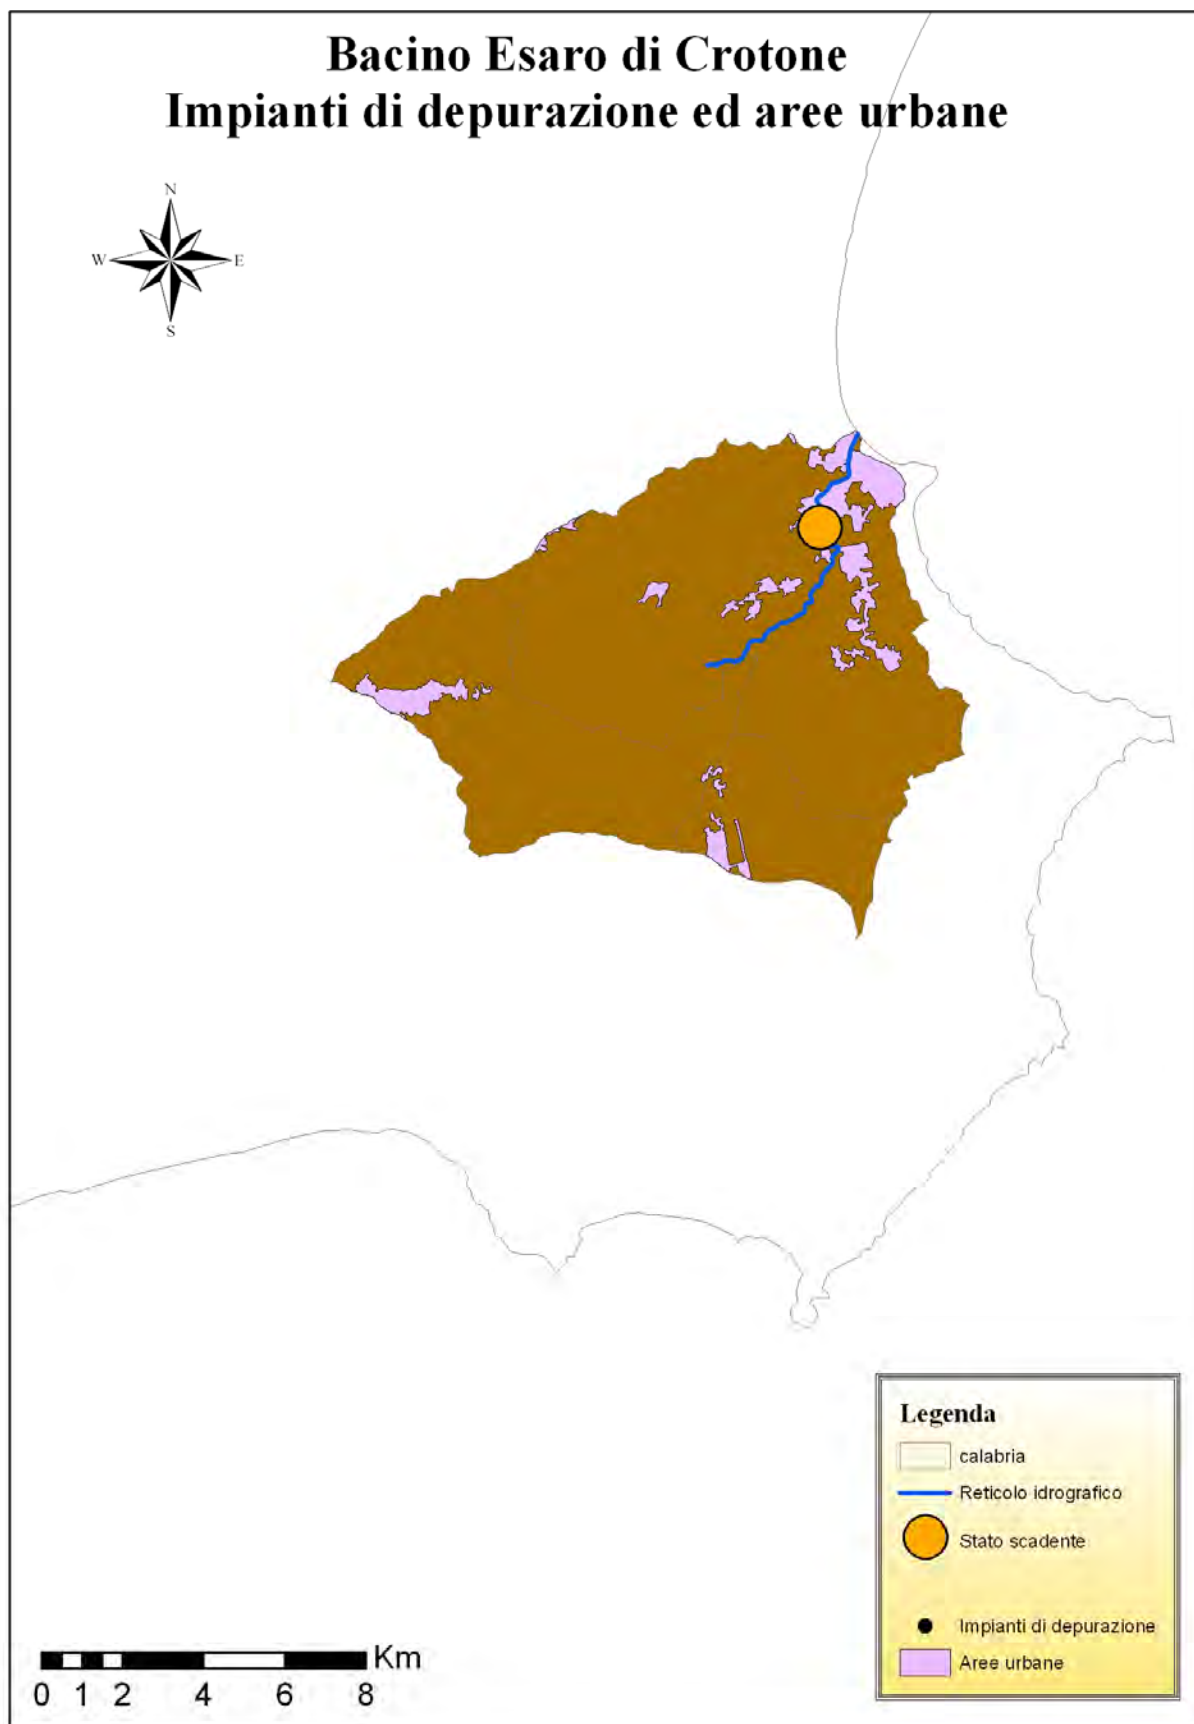 Bacino Esaro di Crotone
Impianti di depurazione ed aree urbane
N
W E
S
Legenda
calabria
Reticolo idrografico
Stato scadente
Impianti di depurazione
Aree urbane
Km
0 1 2 4 6 8